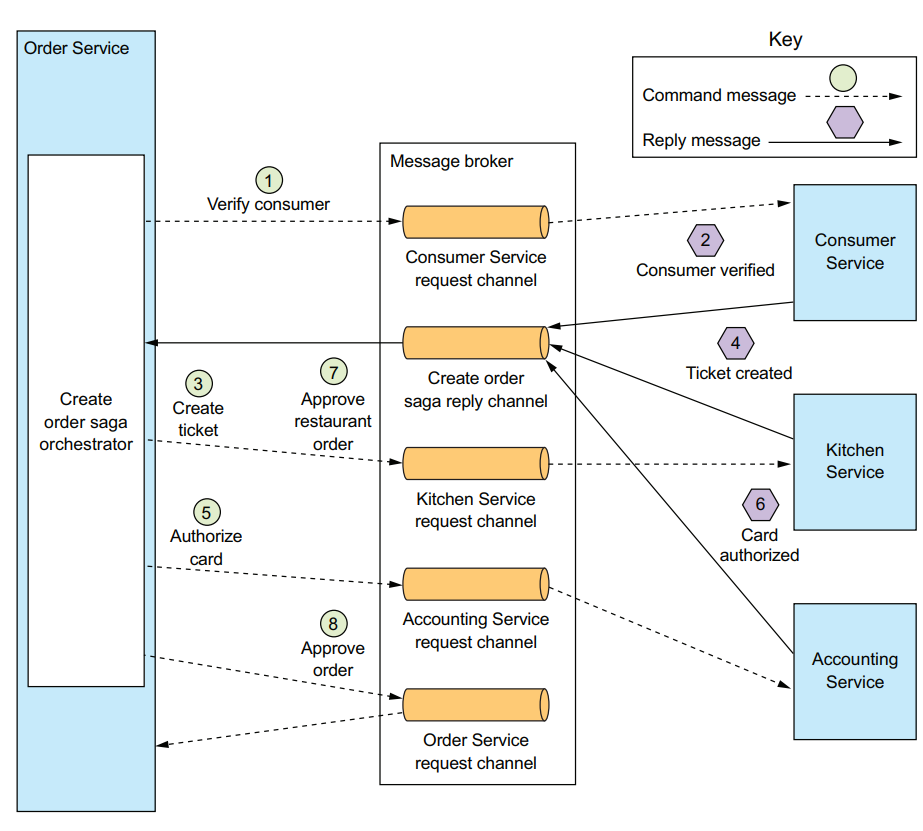 Order Service
Key
Command message
Reply message
Message broker
1
Verify consumer
Consumer Service
request channel
2
Consumer verified
Consumer
Service
Create order
saga reply channel
4
Ticket created
3
Create
ticket
7
Approve
restaurant
order
Create
order saga
orchestrator
Kitchen Service
request channel
Kitchen
Service
5
Authorize
card
6
Card
authorized
Accounting Service
request channel
8
Approve
order
Accounting
Service
Order Service
request channel